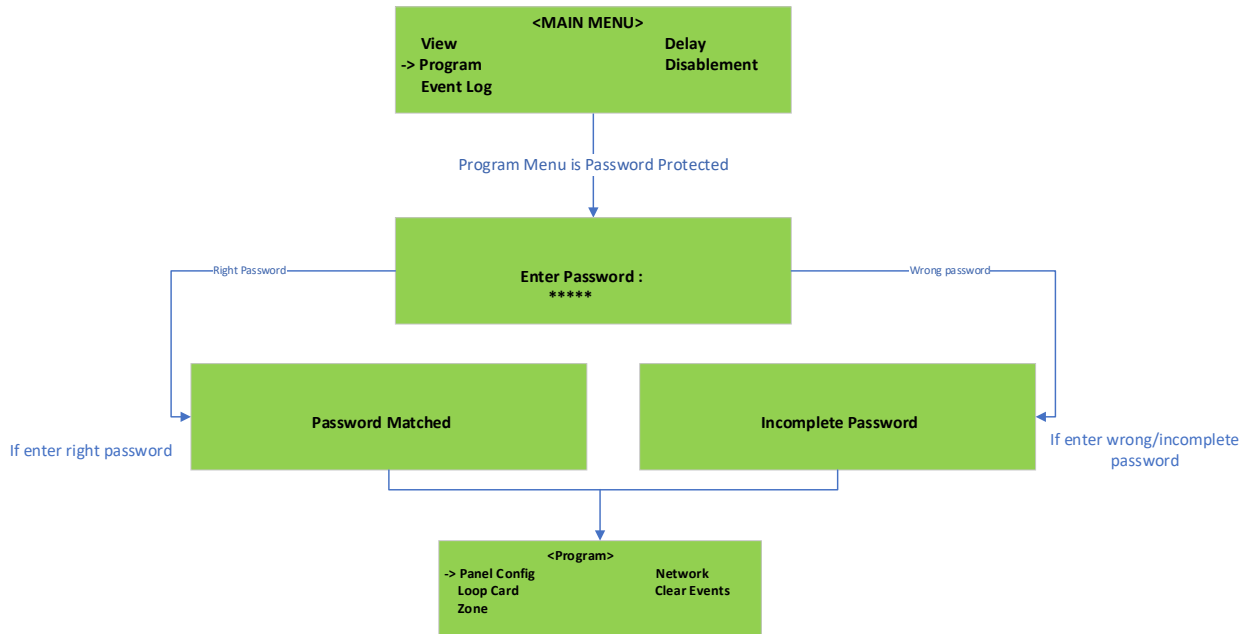 <MAIN MENU>
View Delay
-> Program Disablement
Event Log
Program Menu is Password Protected
Right Password
Wrong password
Enter Password :
*****
Password Matched
Incomplete Password
If enter right password
If enter wrong/incomplete
password
<Program>
-> Panel Config Network
Loop Card Clear Events
Zone